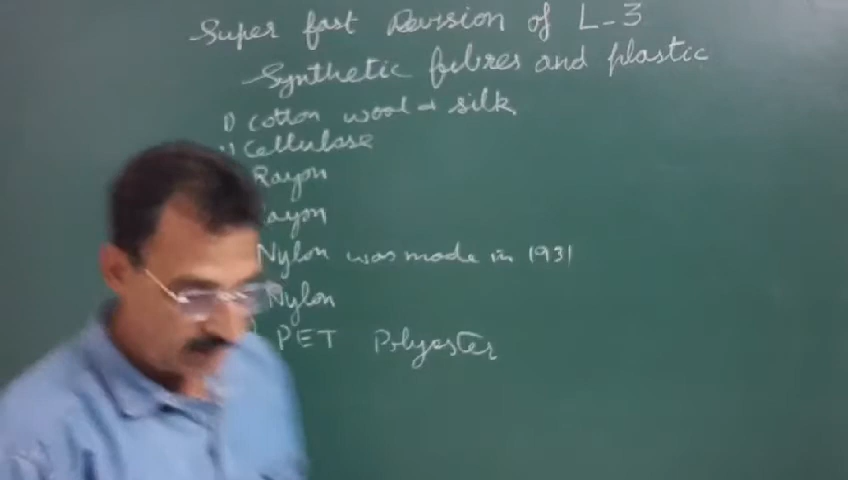 Super fast Revision of L-3
Synthetic fibres and plastic
1) cotton wool + silk
Cellulase
Rayon
ayon
Nylon was made in 1931
Nylon
PET Polyaster